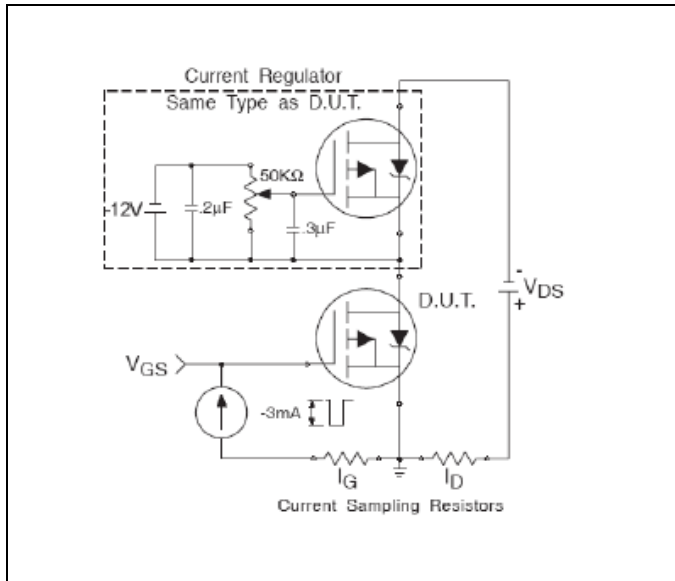 Current Regulator
Same Type as D.U.T.
50KΩ
-12V
.2μF
.3μF
D.U.T.
-
VDS
+
VGS
-3mA
IG
ID
Current Sampling Resistors